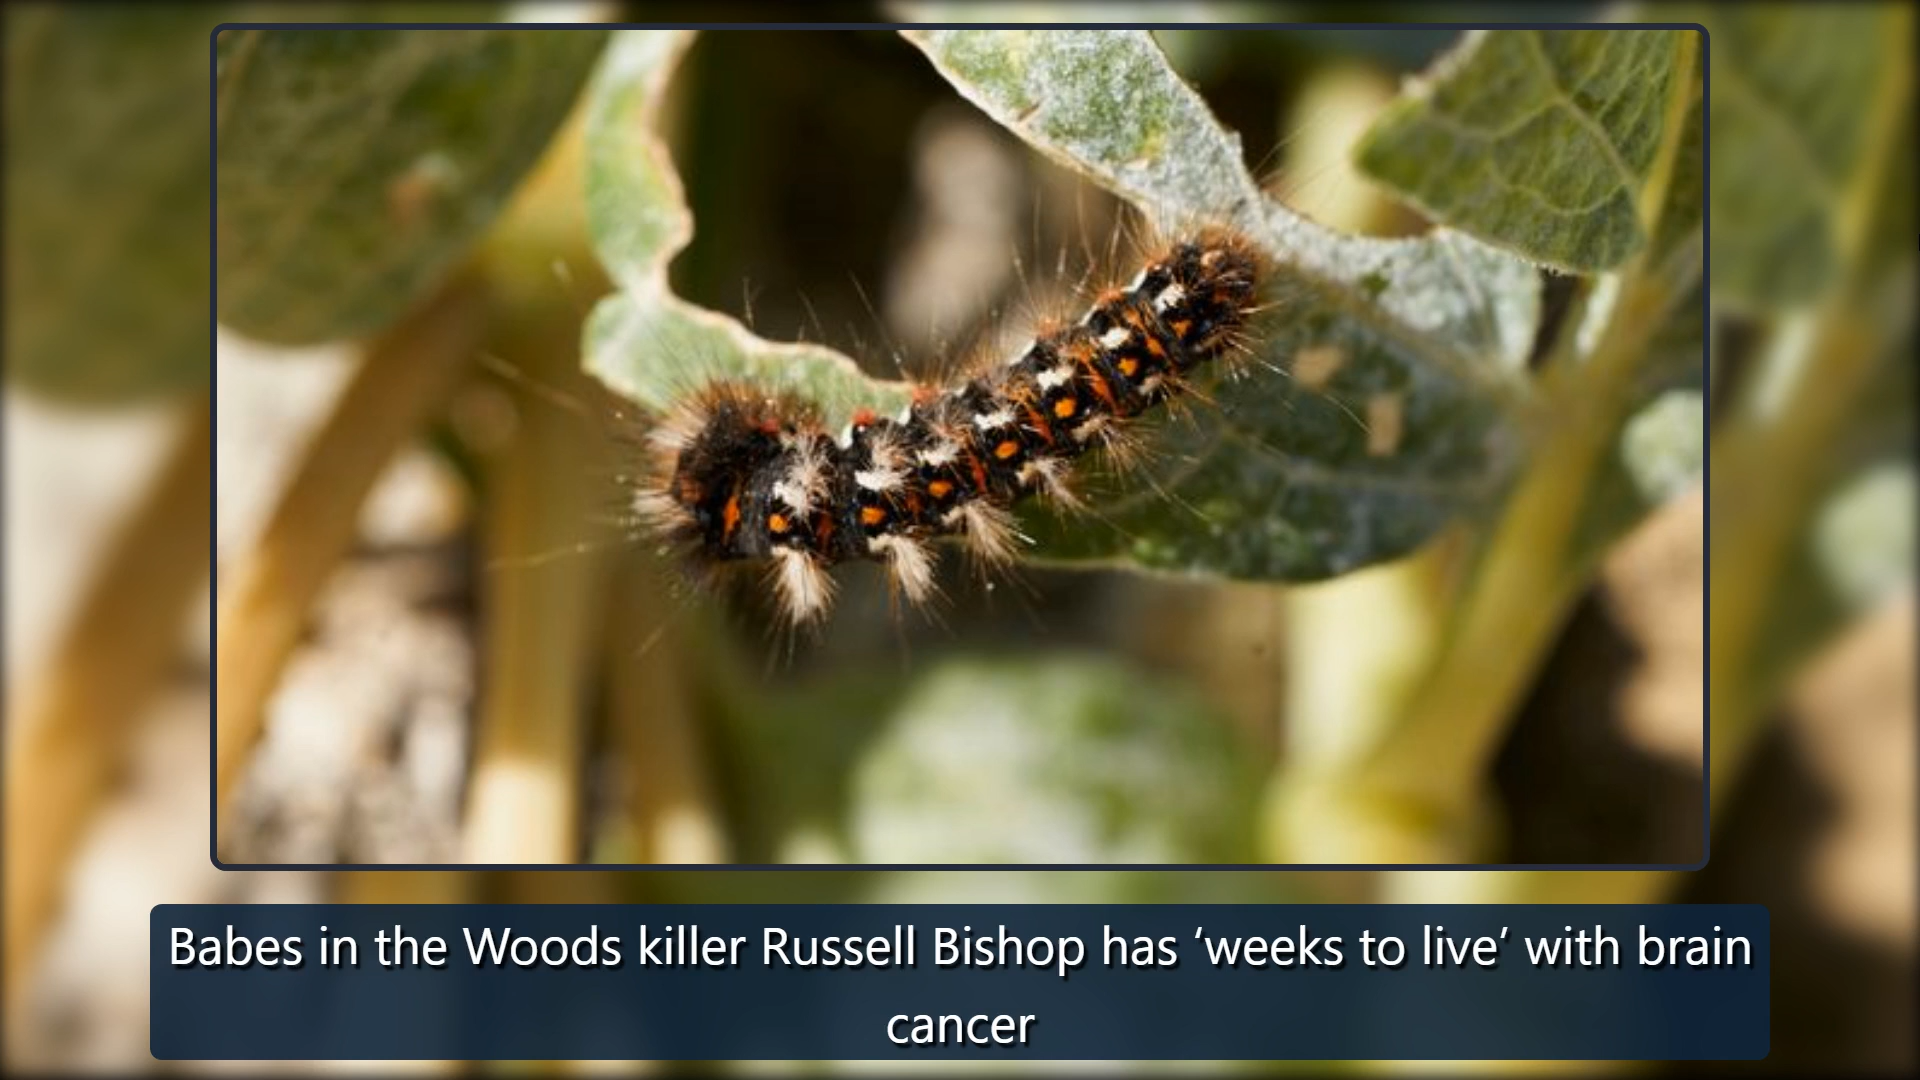 Babes in the Woods killer Russell Bishop has ‘weeks to live’ with brain
cancer